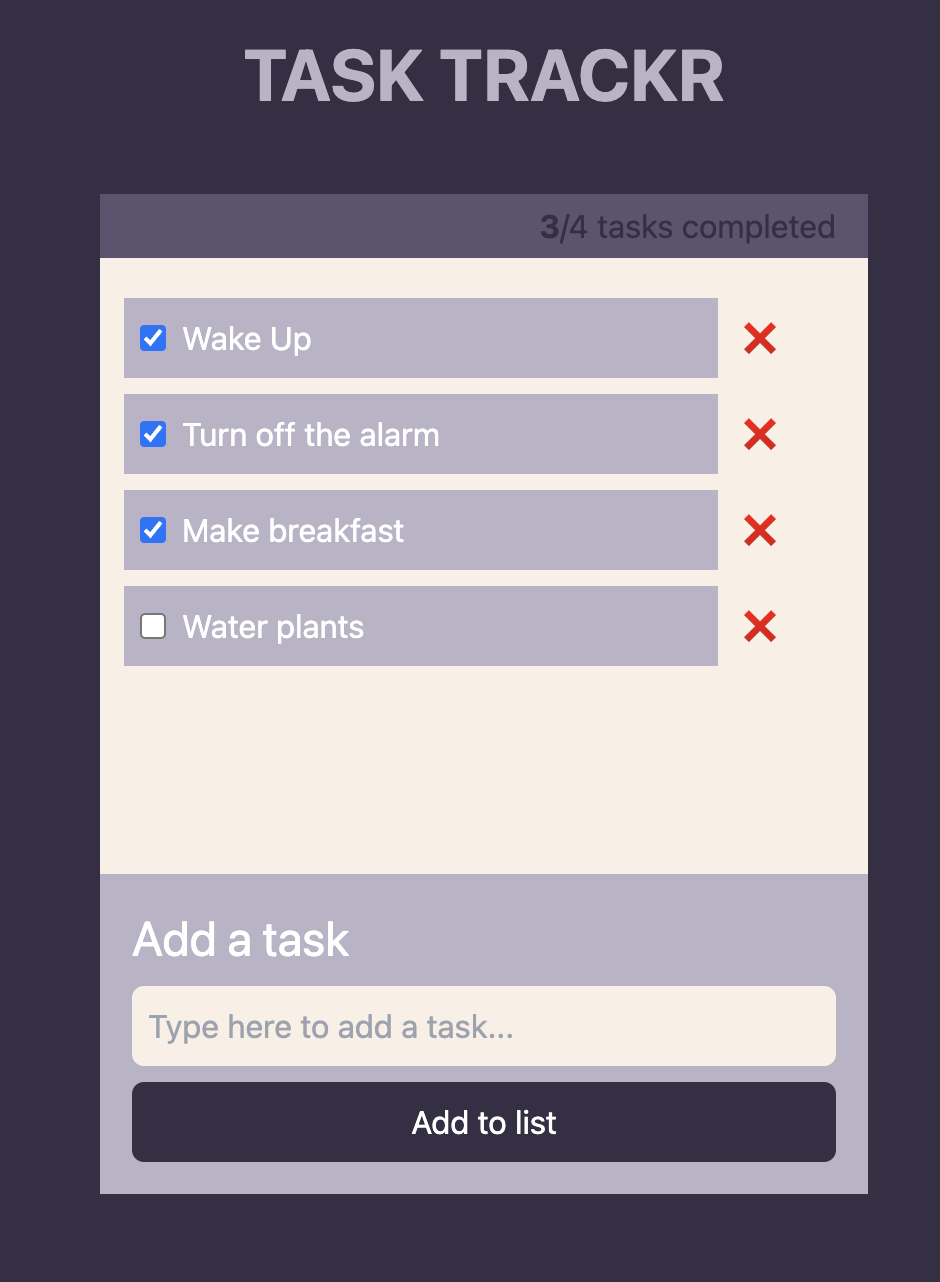 TASK TRACKR
3/4 tasks completed
Wake Up
Turn off the alarm
Make breakfast
Water plants
Add a task
Type here to add a task...
Add to list